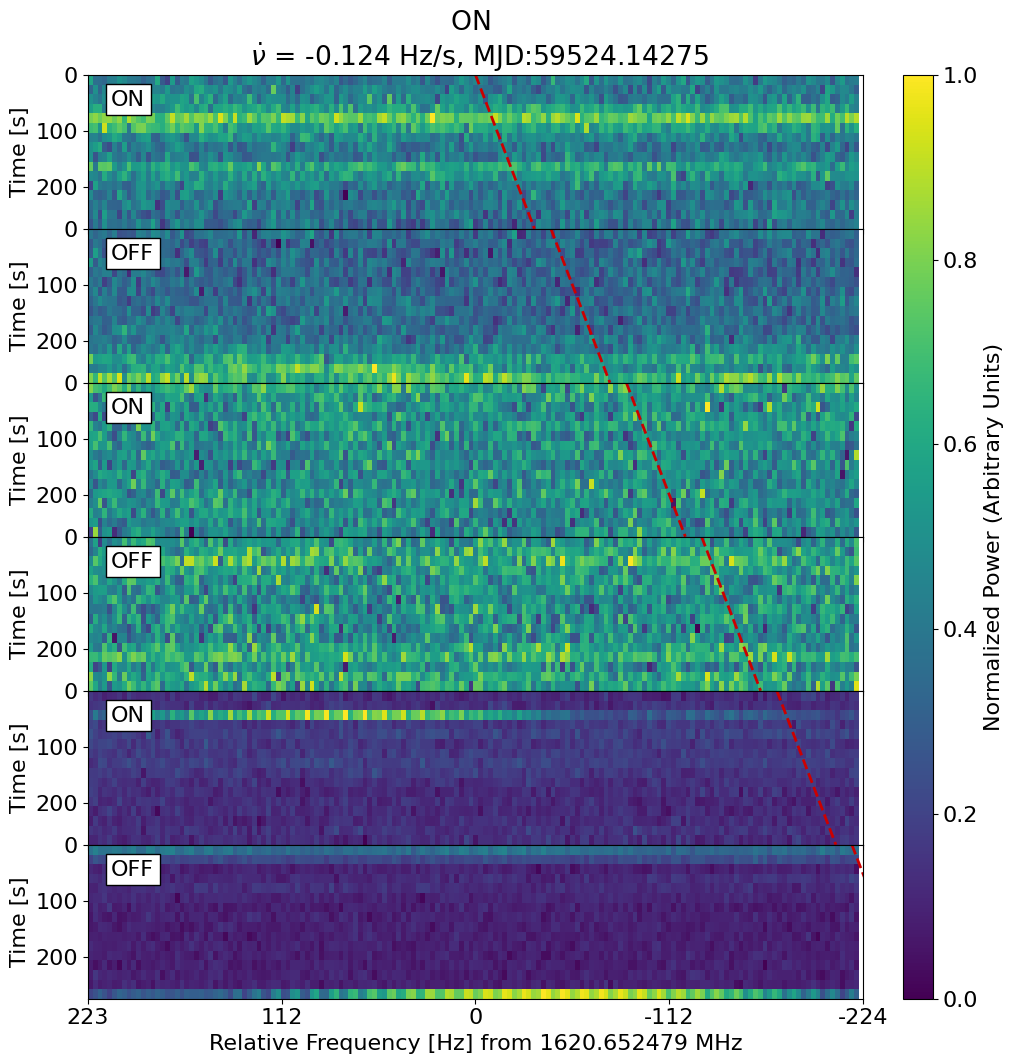 ON
ν̇ = -0.124 Hz/s, MJD:59524.14275
0
ON
100
Time [s]
200
0
OFF
100
Time [s]
200
0
ON
100
Time [s]
200
0
OFF
100
Time [s]
200
0
ON
100
Time [s]
200
0
OFF
100
Time [s]
200
223 112 0 -112 -224
Relative Frequency [Hz] from 1620.652479 MHz
1.0
0.8
0.6
0.4
0.2
0.0
Normalized Power (Arbitrary Units)